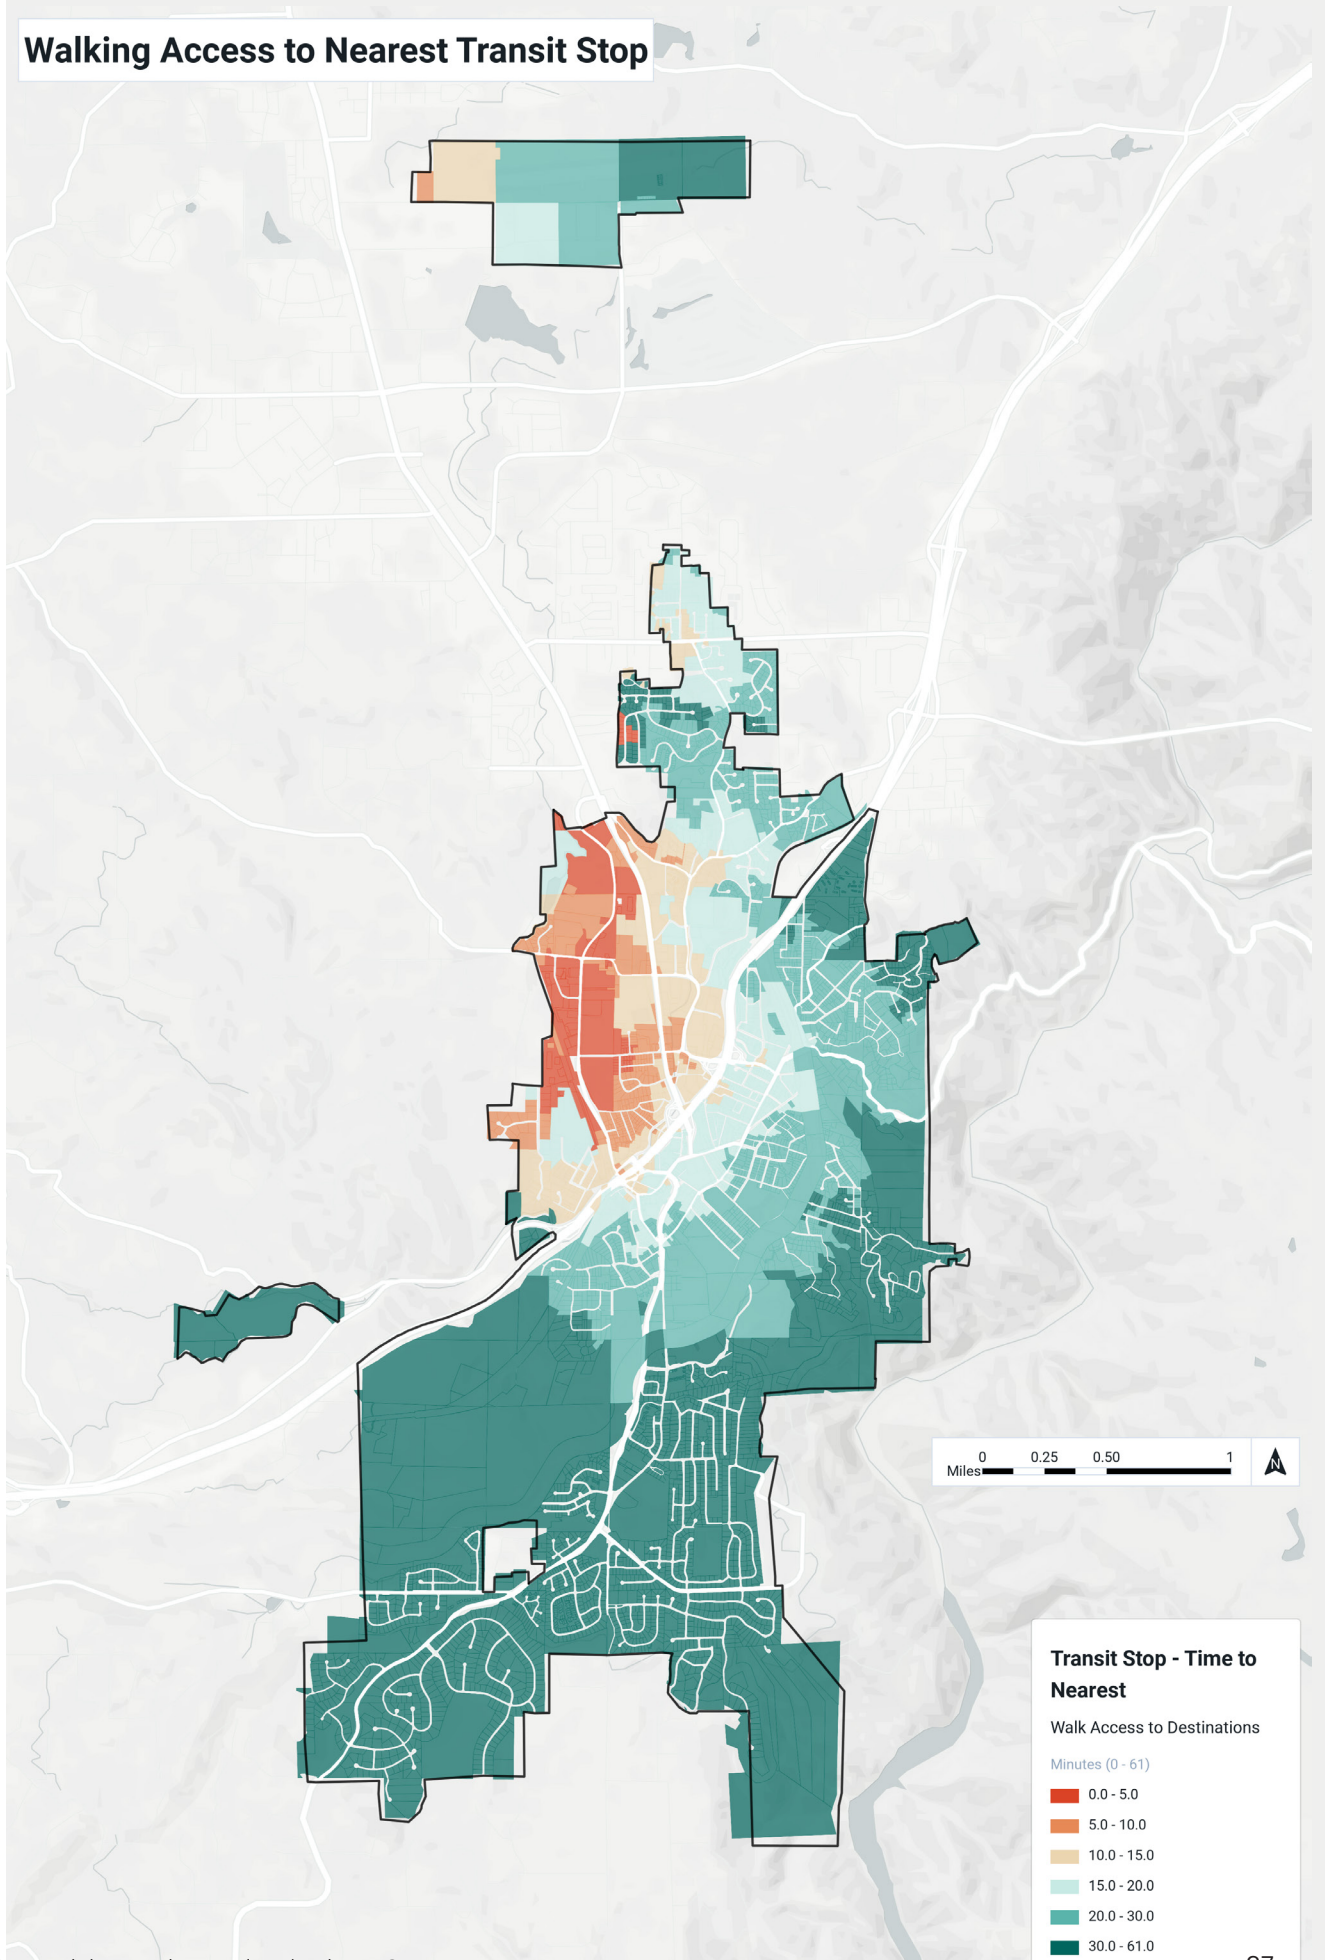 Walking Access to Nearest Transit Stop
0 0.25 0.50 1
Miles
N
Transit Stop - Time to
Nearest
Walk Access to Destinations
Minutes (0 - 61)
0.0 - 5.0
5.0 - 10.0
10.0 - 15.0
15.0 - 20.0
20.0 - 30.0
30.0 - 61.0